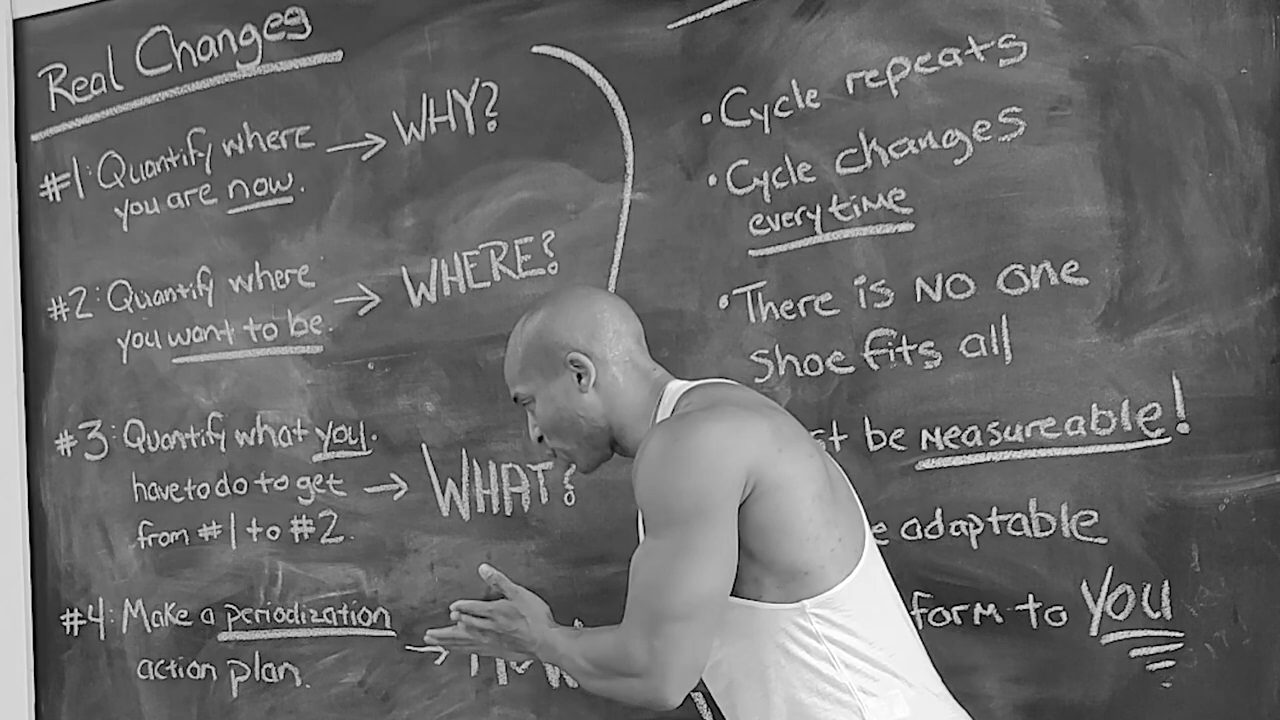 Real Changes
#1: Quantify where → WHY?
you are now.
#2: Quantify where → WHERE?
you want to be.
#3: Quantify what you.
have to do to get → WHAT?
from #1 to #2.
#4: Make a periodization
action plan. →
• Cycle repeats
• Cycle changes
every time
• There is NO one
Shoe fits all
be measureable!
adaptable
form to YOU